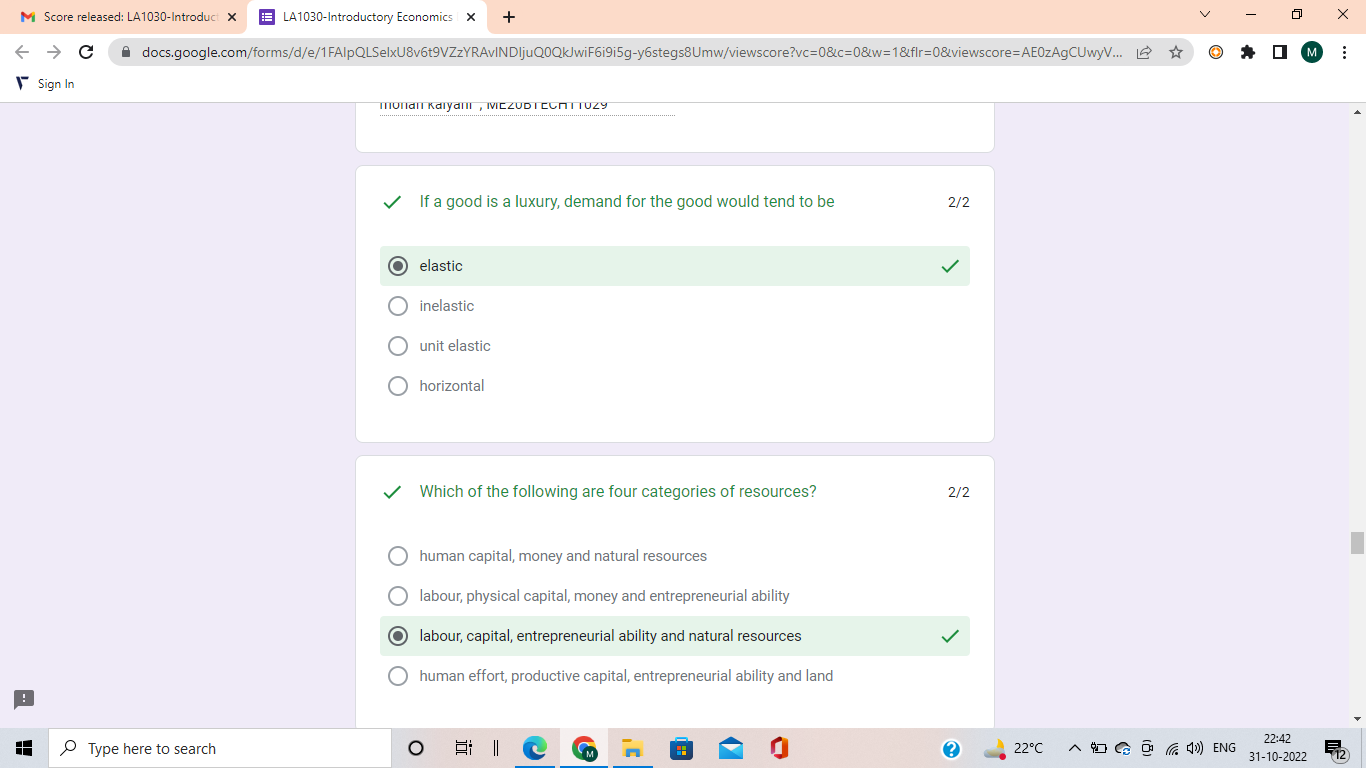 Score released: LA1030-Introduct
LA1030-Introductory Economics
docs.google.com/forms/d/e/1FAIpQLSelxU8v6t9VZzYRAvINDIjuQ0QkJwiF6i9i5g-y6stegs8Umw/viewscore?vc=0&c=0&w=1&flr=0&viewscore=AE0zAgCUwyV...
M
Sign In
If a good is a luxury, demand for the good would tend to be
2/2
elastic
inelastic
unit elastic
horizontal
Which of the following are four categories of resources?
2/2
human capital, money and natural resources
labour, physical capital, money and entrepreneurial ability
labour, capital, entrepreneurial ability and natural resources
human effort, productive capital, entrepreneurial ability and land
Type here to search
22°C
ENG
22:42
31-10-2022
12